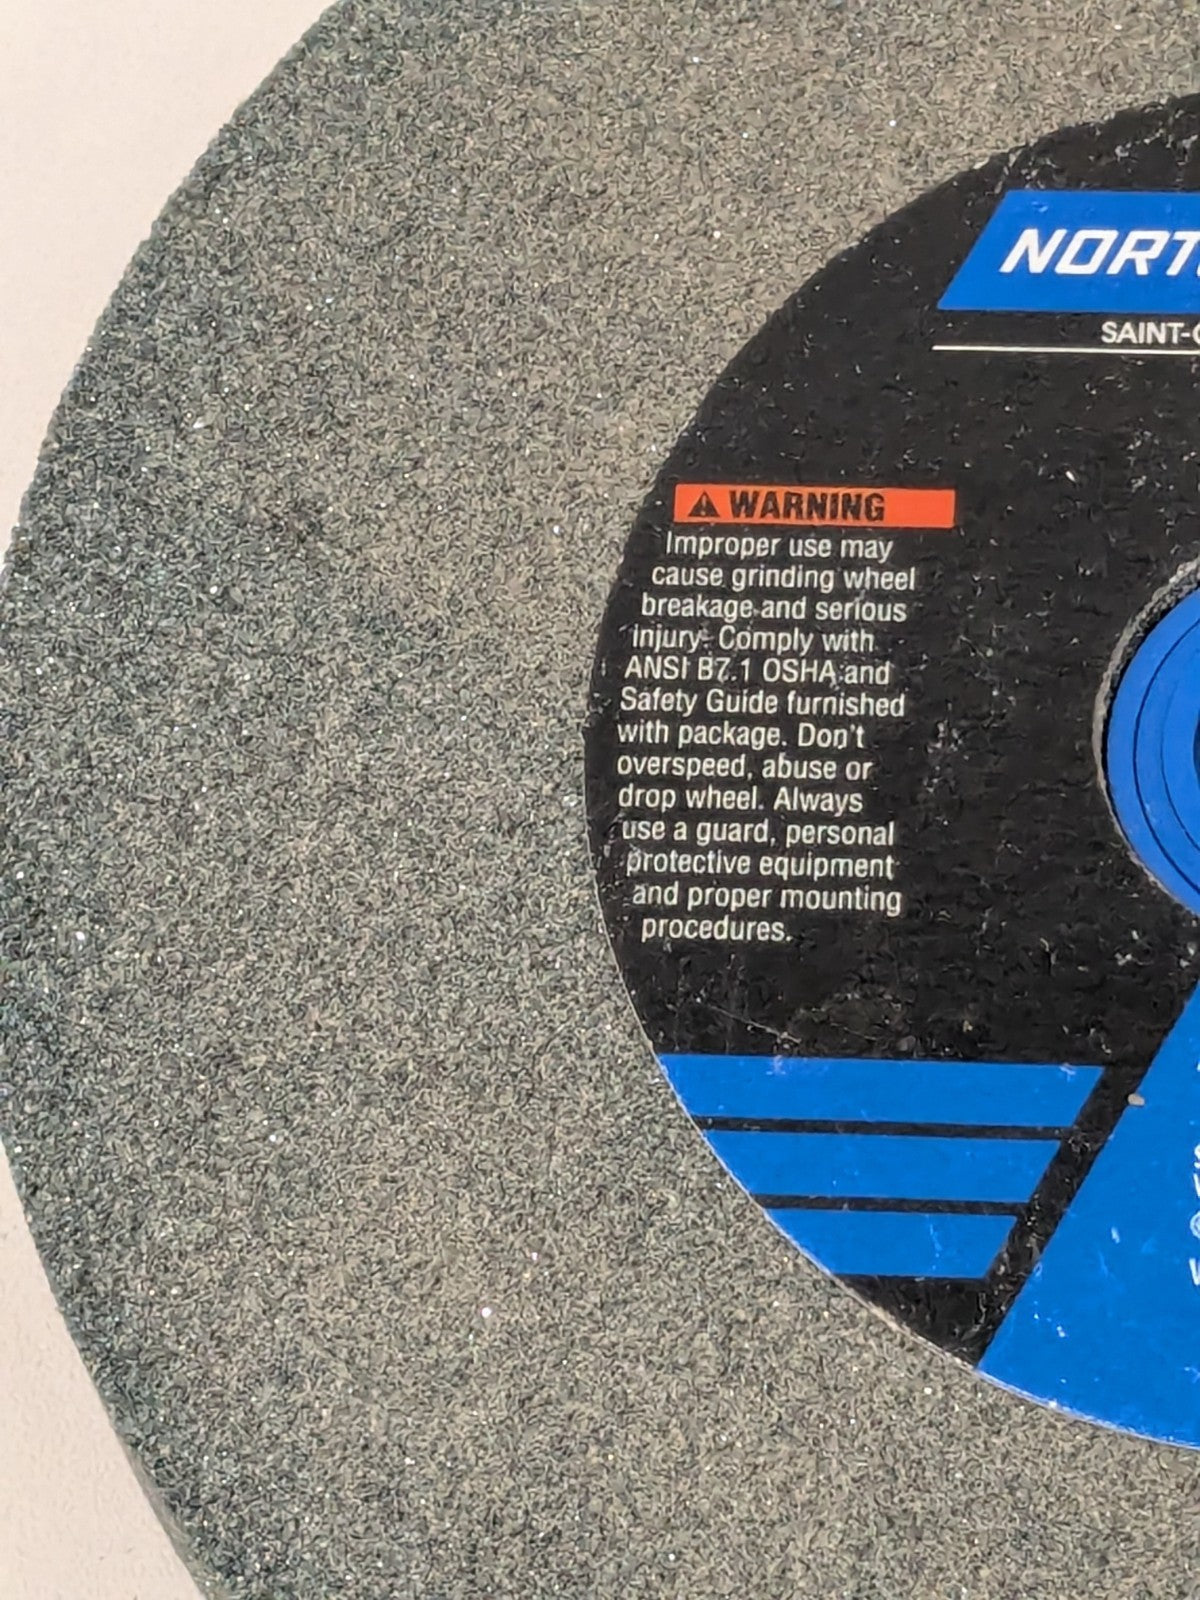 NORT
SAINT-
WARNING
Improper use may
cause grinding wheel
breakage and serious
injury. Comply with
ANSI B7.1 OSHA and
Safety Guide furnished
with package. Don't
overspeed, abuse or
drop wheel. Always
use a guard, personal
protective equipment
and proper mounting
procedures.